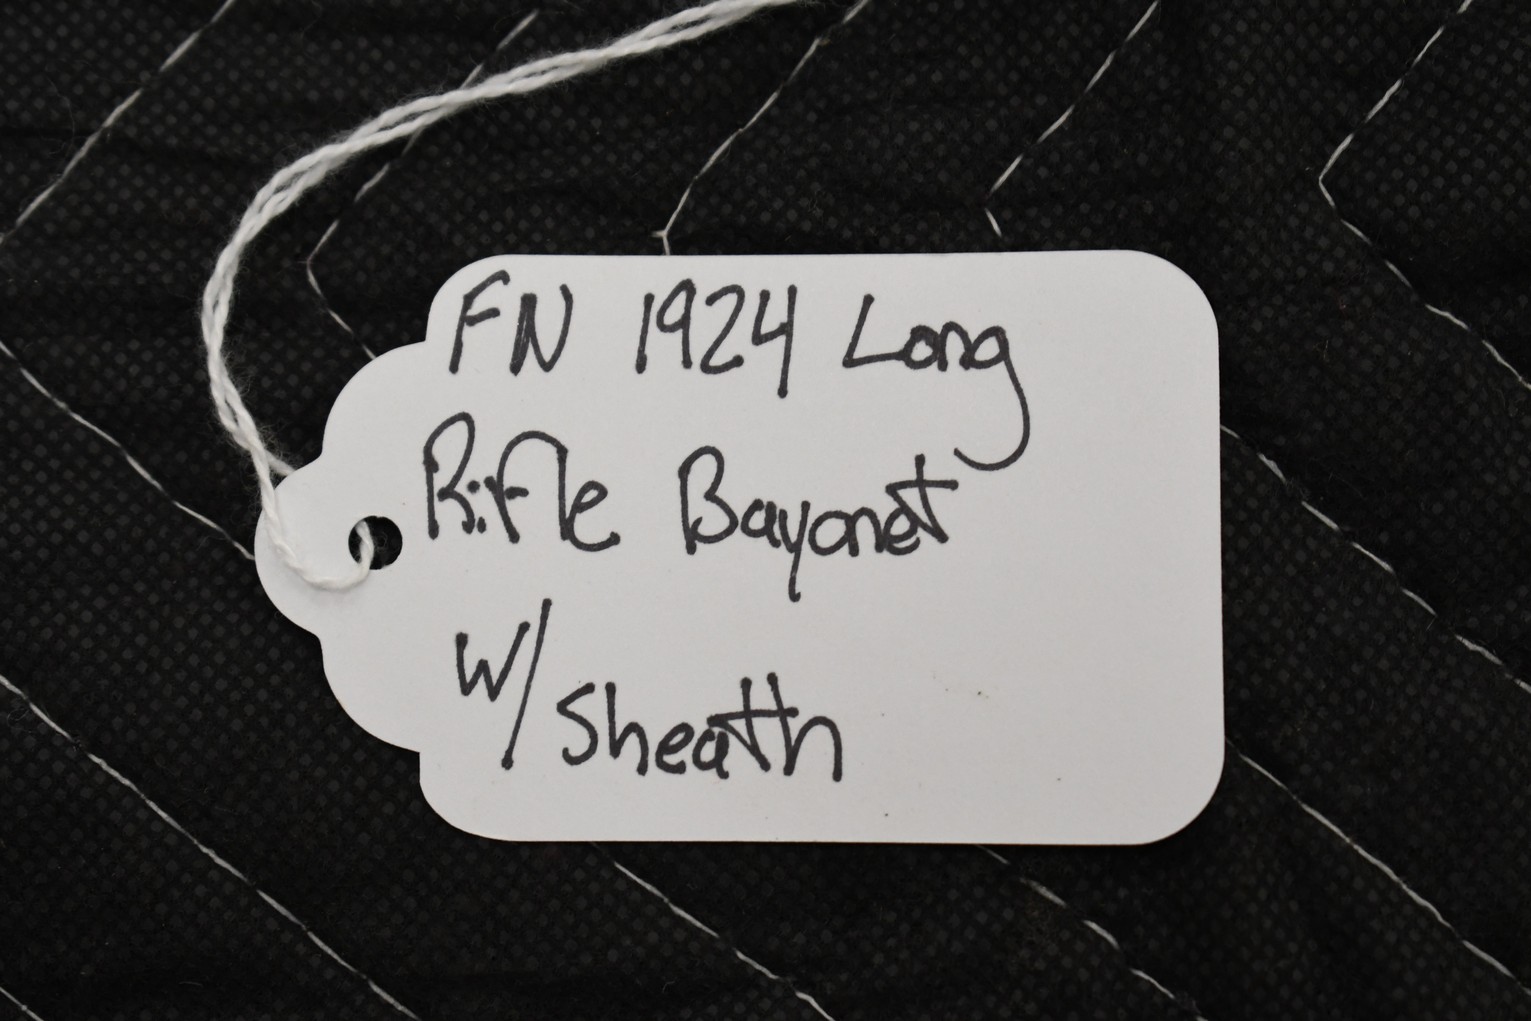 FN 1924 Long
Rifle Bayonet
W/Sheath